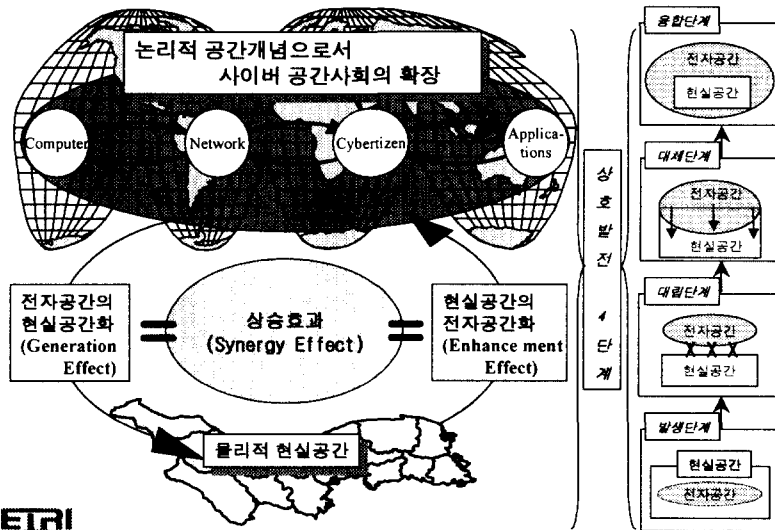 논리적 공간개념으로서
사이버 공간사회의 확장
Computer
Network
Cybertizen
Applica-
tions
전자공간의
현실공간화
(Generation
Effect)
상승효과
(Synergy Effect)
현실공간의
전자공간화
(Enhance ment
Effect)
물리적 현실공간
ETRI
상
호
발
전
4
단
계
융합단계
전자공간
현실공간
대체단계
전자공간
현실공간
대립단계
전자공간
현실공간
발생단계
현실공간
전자공간